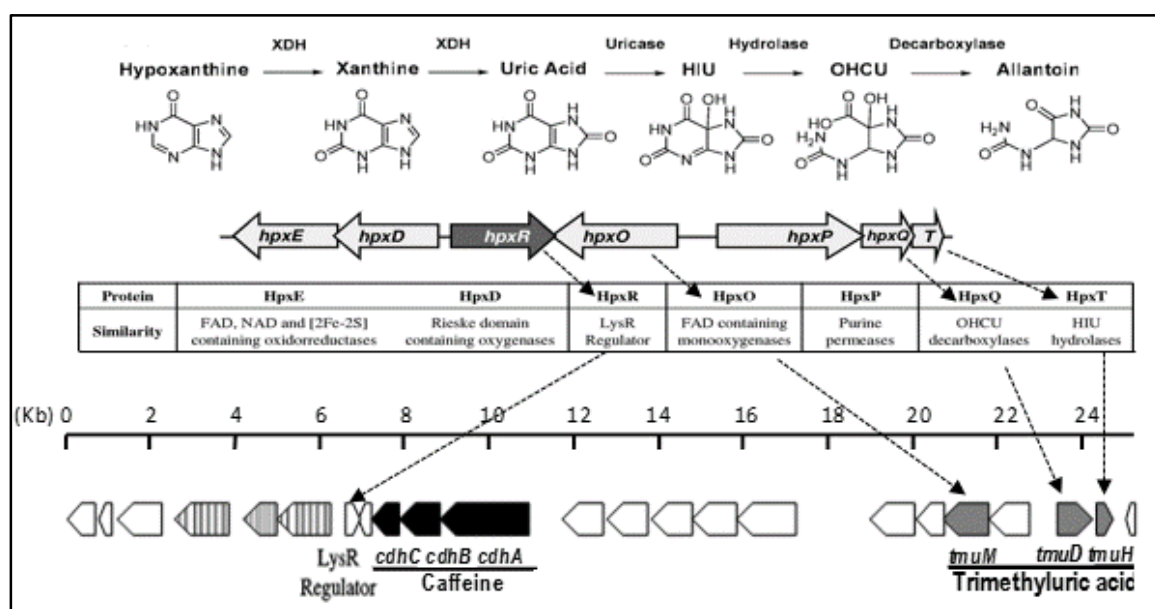 XDH XDH Uricase Hydrolase Decarboxylase
Hypoxanthine Xanthine Uric Acid HIU OHCU Allantoin
hpxE hpxD hpxR hpxO hpxP hpxQ T
Protein HpxE HpxD HpxR HpxO HpxP HpxQ HpxT
Similarity FAD, NAD and [2Fe-2S] containing oxidorreductases Rieske domain containing oxygenases LysR Regulator FAD containing monooxygenases Purine permeases OHCU decarboxylases HIU hydrolases
(Kb) 0 2 4 6 8 10 12 14 16 18 20 22 24
LysR Regulator cdhC cdhB cdhA tmuM tmuD tmuH
Caffeine Trimethyluric acid